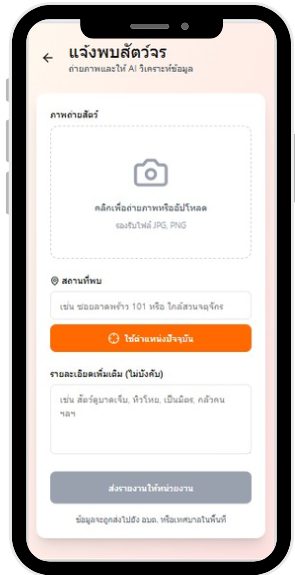 แจ้งพบสัตว์จร
ถ่ายภาพและให้ AI วิเคราะห์ข้อมูล
ภาพถ่ายสัตว์
คลิกเพื่อถ่ายภาพหรืออัปโหลด
รองรับไฟล์ JPG, PNG
สถานที่พบ
เช่น ซอยลาดพร้าว 101 หรือ ใกล้สวนจตุจักร
ใช้ตำแหน่งปัจจุบัน
รายละเอียดเพิ่มเติม (ไม่บังคับ)
เช่น สัตว์ดูบาดเจ็บ, หิวโหย, เป็นมิตร, กลัวคน
ฯลฯ
ส่งรายงานให้หน่วยงาน
ข้อมูลจะถูกส่งไปยัง อบต. หรือเทศบาลในพื้นที่